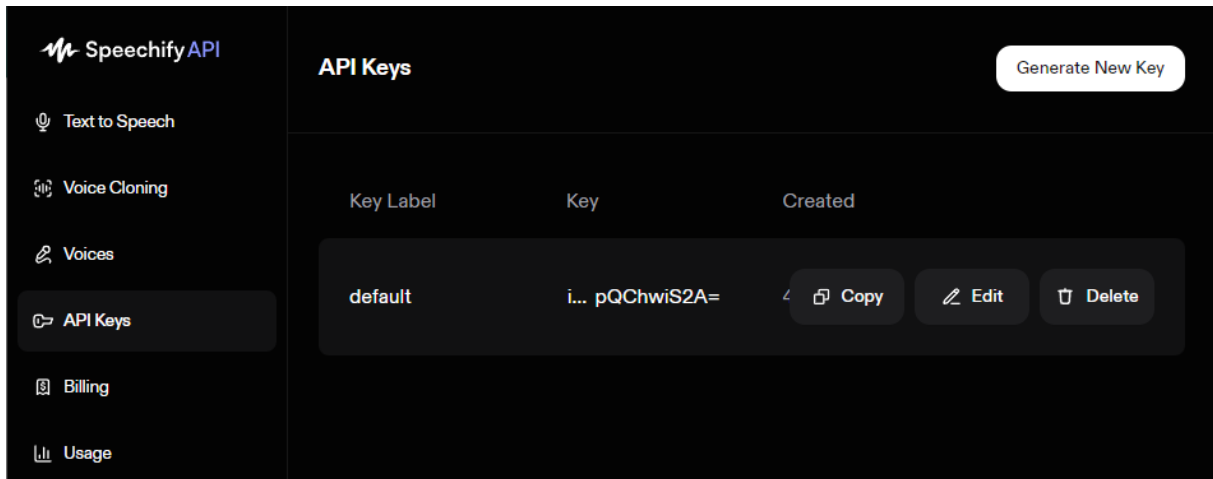 Speechify API
Text to Speech
Voice Cloning
Voices
API Keys
Billing
Usage
API Keys
Generate New Key
Key Label Key Created
default i... pQChwiS2A= Copy Edit Delete